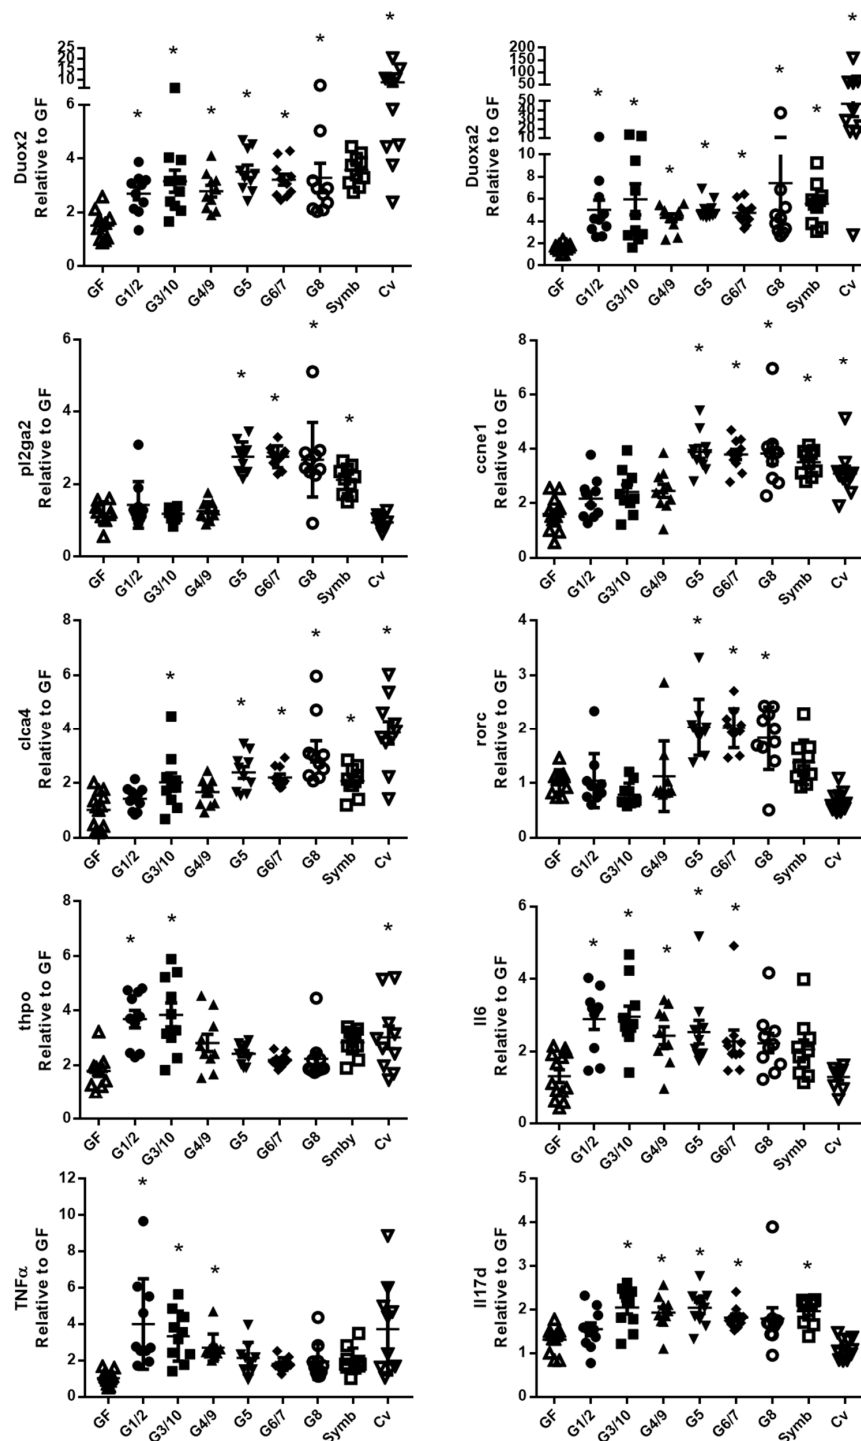 Duox2
Relative to GF
25
20
15
10
5
6
4
2
0
* * * * * * *
GF G1/2 G3/10 G4/9 G5 G6/7 G8 Symb Cv
Duoxa2
Relative to GF
200
150
100
50
50
40
30
20
10
10
8
6
4
2
0
* * * * * * * *
GF G1/2 G3/10 G4/9 G5 G6/7 G8 Symb Cv
pl2ga2
Relative to GF
6
4
2
0
* * * *
GF G1/2 G3/10 G4/9 G5 G6/7 G8 Symb Cv
ccne1
Relative to GF
8
6
4
2
0
* * * * *
GF G1/2 G3/10 G4/9 G5 G6/7 G8 Symb Cv
clca4
Relative to GF
8
6
4
2
0
* * * * * *
GF G1/2 G3/10 G4/9 G5 G6/7 G8 Symb Cv
rorc
Relative to GF
4
3
2
1
0
* * *
GF G1/2 G3/10 G4/9 G5 G6/7 G8 Symb Cv
thpo
Relative to GF
8
6
4
2
0
* * *
GF G1/2 G3/10 G4/9 G5 G6/7 G8 Smby Cv
Il6
Relative to GF
6
4
2
0
* * * * *
GF G1/2 G3/10 G4/9 G5 G6/7 G8 Symb Cv
TNFα
Relative to GF
12
10
8
6
4
2
0
* * *
GF G1/2 G3/10 G4/9 G5 G6/7 G8 Symb Cv
Il17d
Relative to GF
5
4
3
2
1
0
* * * * *
GF G1/2 G3/10 G4/9 G5 G6/7 G8 Symb Cv